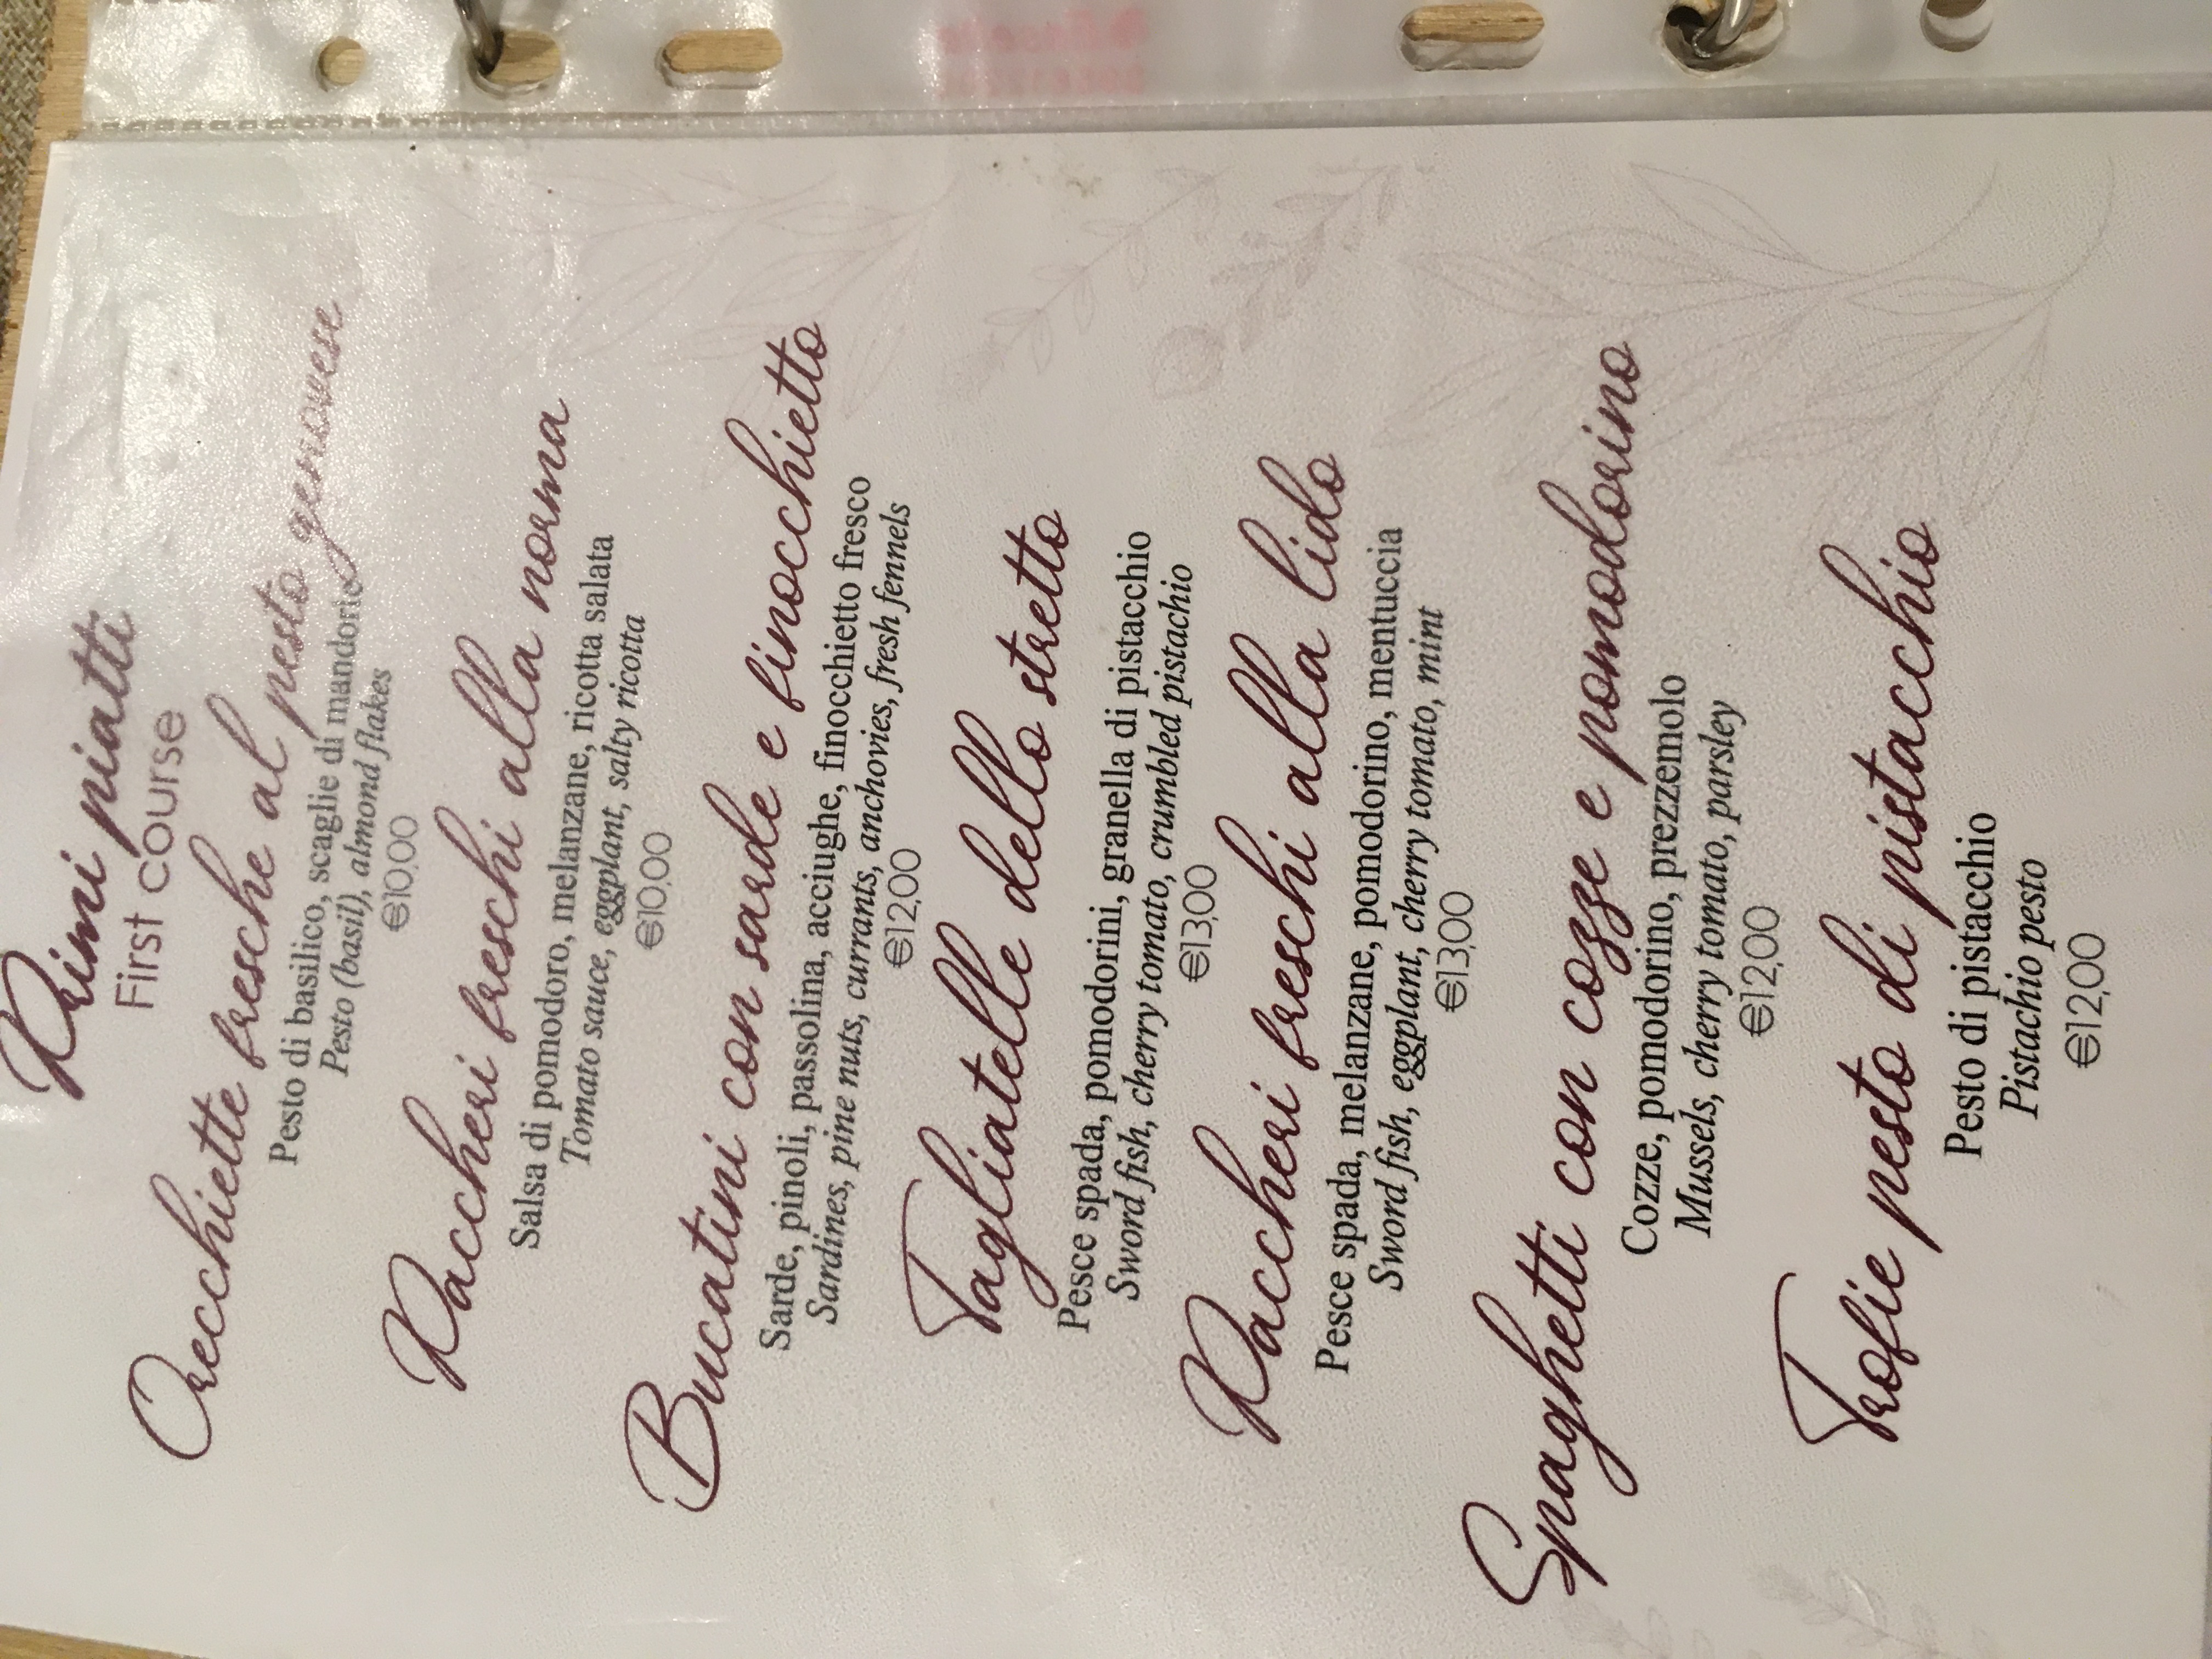 Primi piatti
First course
Orecchiette fresche al pesto genovese
Pesto di basilico, scaglie di mandorle
Pesto (basil), almond flakes
€10,00
Paccheri freschi alla norma
Salsa di pomodoro, melanzane, ricotta salata
Tomato sauce, eggplant, salty ricotta
€10,00
Bucatini con sarde e finocchietto
Sarde, pinoli, passolina, acciughe, finocchietto fresco
Sardines, pine nuts, currants, anchovies, fresh fennels
€12,00
Tagliatelle dello stretto
Pesce spada, pomodorini, granella di pistacchio
Sword fish, cherry tomato, crumbled pistachio
€13,00
Paccheri freschi alla lido
Pesce spada, melanzane, pomodorino, mentuccia
Sword fish, eggplant, cherry tomato, mint
€13,00
Spaghetti con cozze e pomodorino
Cozze, pomodorino, prezzemolo
Mussels, cherry tomato, parsley
€12,00
Trofie pesto di pistacchio
Pesto di pistacchio
Pistachio pesto
€12,00